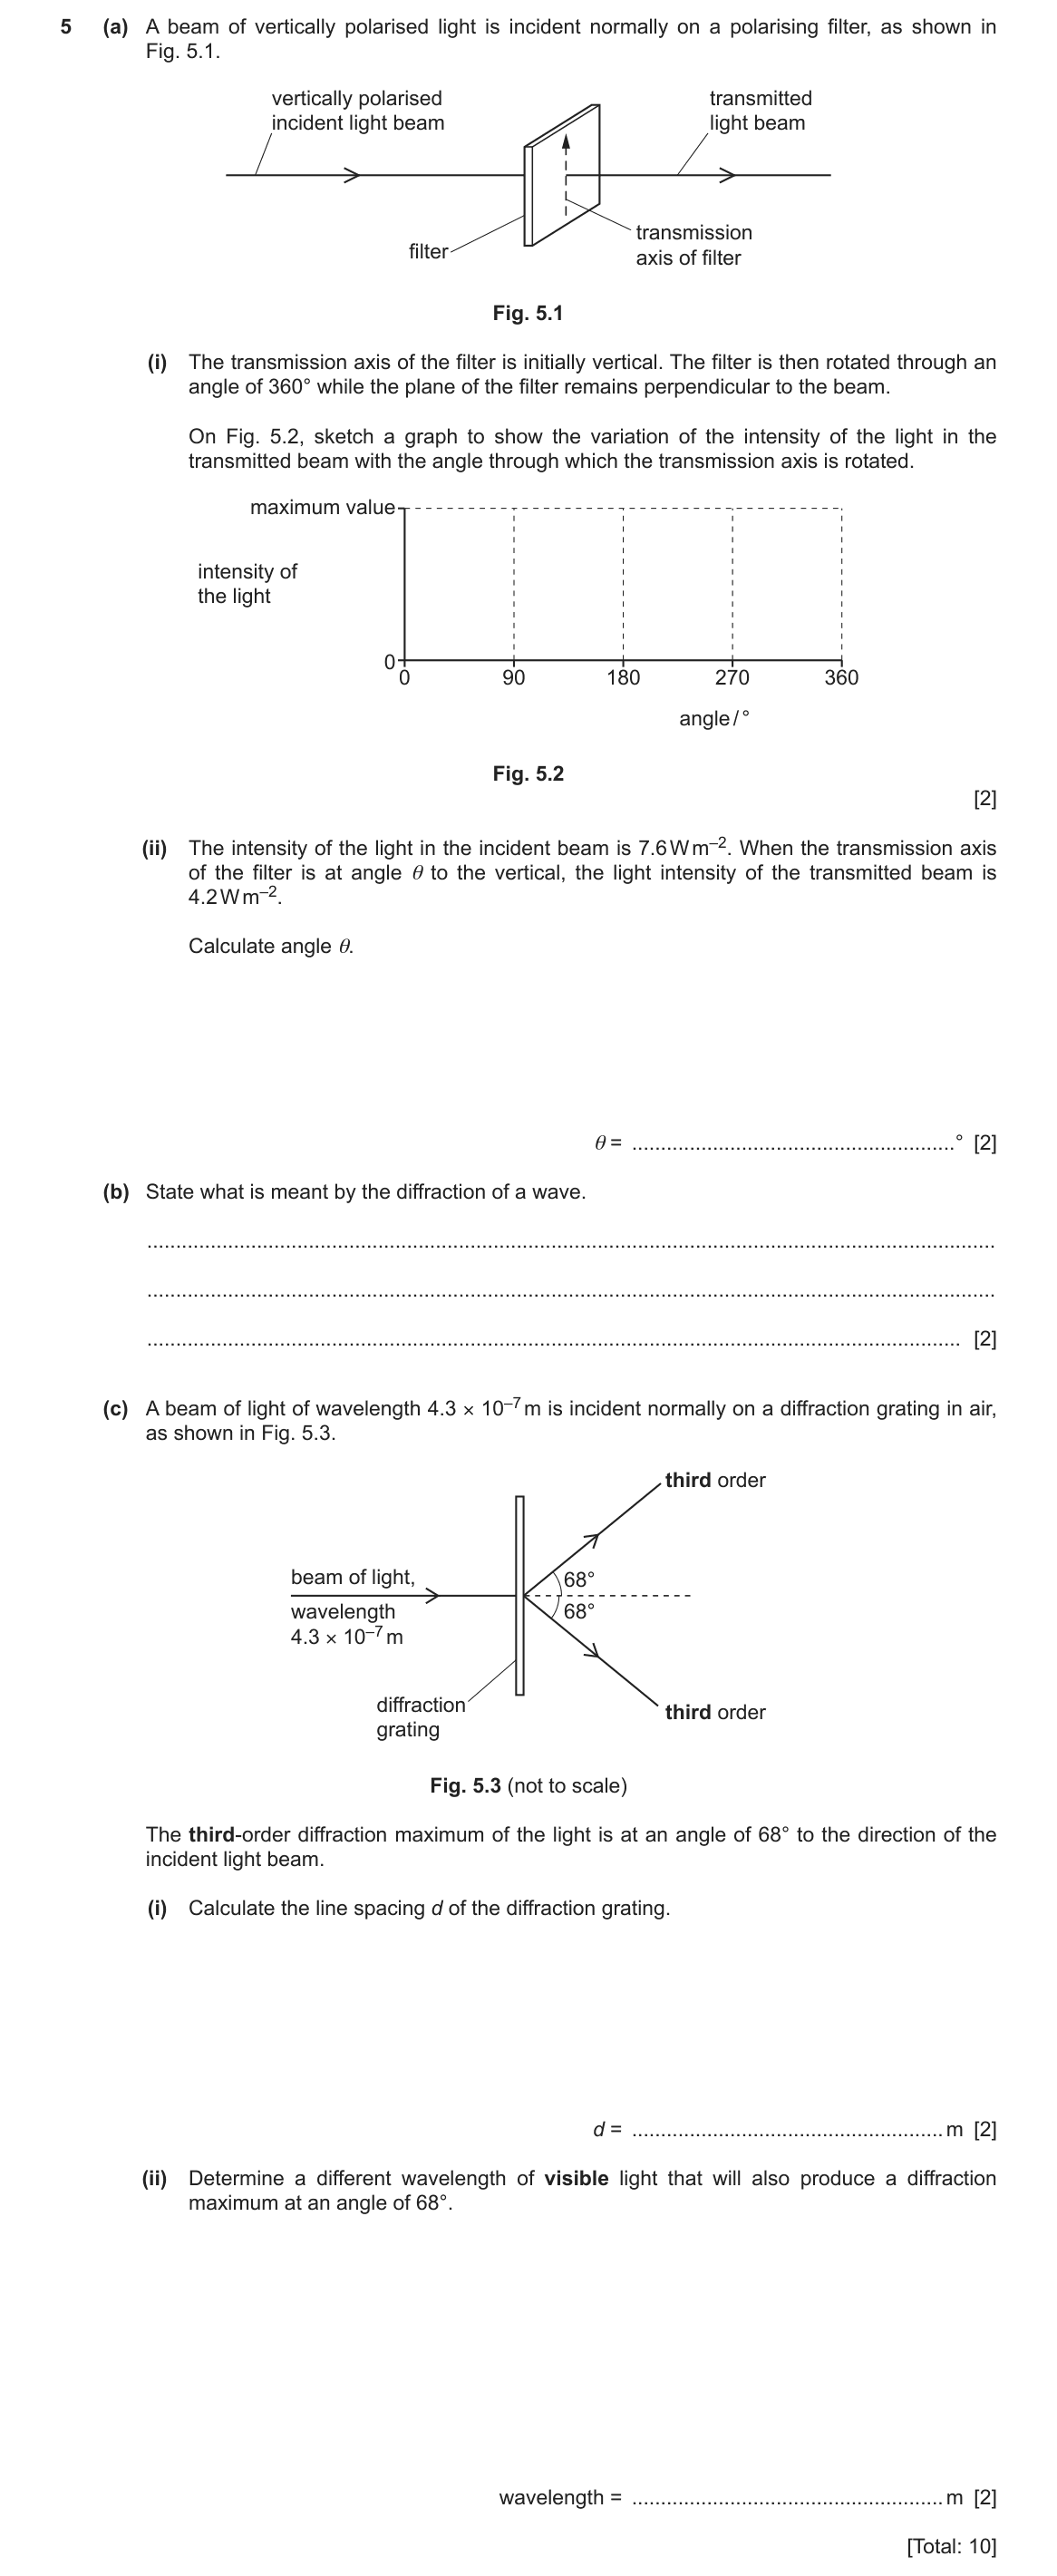 5 (a) A beam of vertically polarised light is incident normally on a polarising filter, as shown in
Fig. 5.1.
vertically polarised
incident light beam
transmitted
light beam
filter
transmission
axis of filter
Fig. 5.1
(i) The transmission axis of the filter is initially vertical. The filter is then rotated through an
angle of 360° while the plane of the filter remains perpendicular to the beam.
On Fig. 5.2, sketch a graph to show the variation of the intensity of the light in the
transmitted beam with the angle through which the transmission axis is rotated.
maximum value
intensity of
the light
0
0 90 180 270 360
angle/°
Fig. 5.2
[2]
(ii) The intensity of the light in the incident beam is 7.6 W m⁻². When the transmission axis
of the filter is at angle θ to the vertical, the light intensity of the transmitted beam is
4.2 W m⁻².
Calculate angle θ.
θ = ........................................................° [2]
(b) State what is meant by the diffraction of a wave.
...................................................................................................................................................
...................................................................................................................................................
............................................................................................................................................. [2]
(c) A beam of light of wavelength 4.3 × 10⁻⁷ m is incident normally on a diffraction grating in air,
as shown in Fig. 5.3.
third order
beam of light,
wavelength
4.3 × 10⁻⁷ m
68°
68°
diffraction
grating
third order
Fig. 5.3 (not to scale)
The third-order diffraction maximum of the light is at an angle of 68° to the direction of the
incident light beam.
(i) Calculate the line spacing d of the diffraction grating.
d = ...................................................... m [2]
(ii) Determine a different wavelength of visible light that will also produce a diffraction
maximum at an angle of 68°.
wavelength = ...................................................... m [2]
[Total: 10]